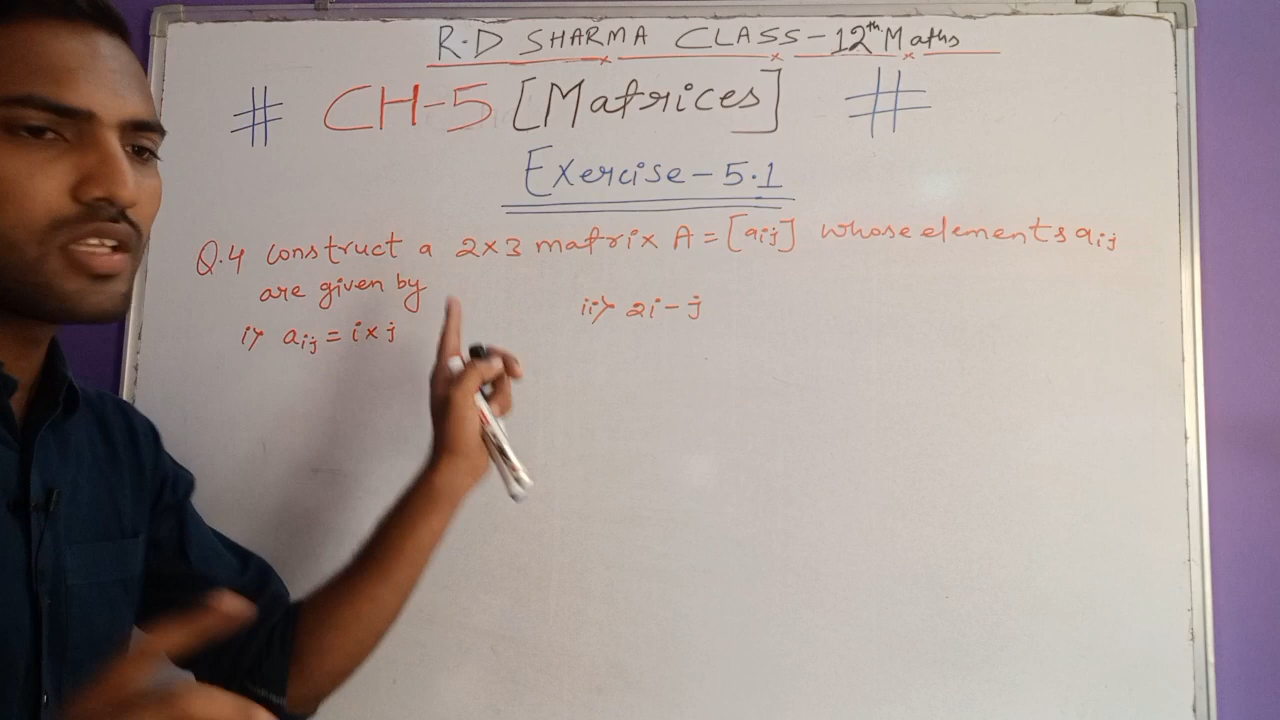 R.D SHARMA CLASS-12th Maths
# CH-5 [Matrices] #
Exercise-5.1
Q.4 construct a 2×3 matrix A = [aij] whose elements aij
are given by
i> aij = i × j
ii> 2i - j